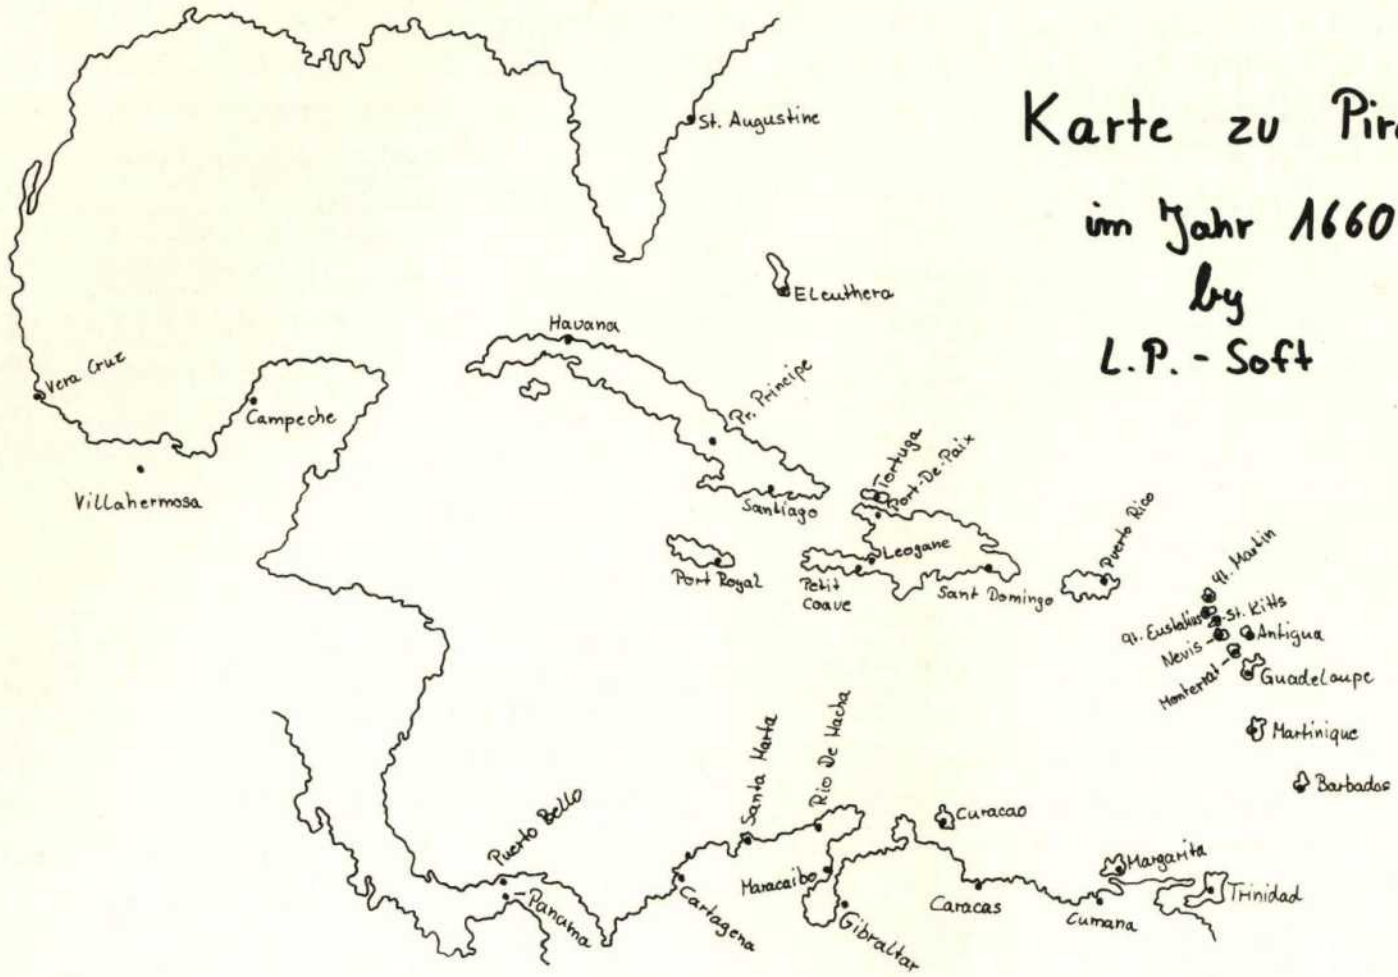 Karte zu Pira
im Jahr 1660
by
L.P. - Soft
St. Augustine
Eleuthera
Havana
Vera Cruz
Campeche
Pr. Principe
Villahermosa
Santiago
Tortuga
Port-De-Paix
Leogane
Port Royal
Petit
Coave
Sant Domingo
Puerto Rico
St. Martin
St. Eustatius
St. Kitts
Nevis
Antigua
Monterrat
Guadeloupe
Martinique
Barbados
Santa Marta
Rio De Hacha
Curacao
Puerto Bello
Panama
Cartagena
Maracaibo
Gibraltar
Caracas
Cumana
Margarita
Trinidad